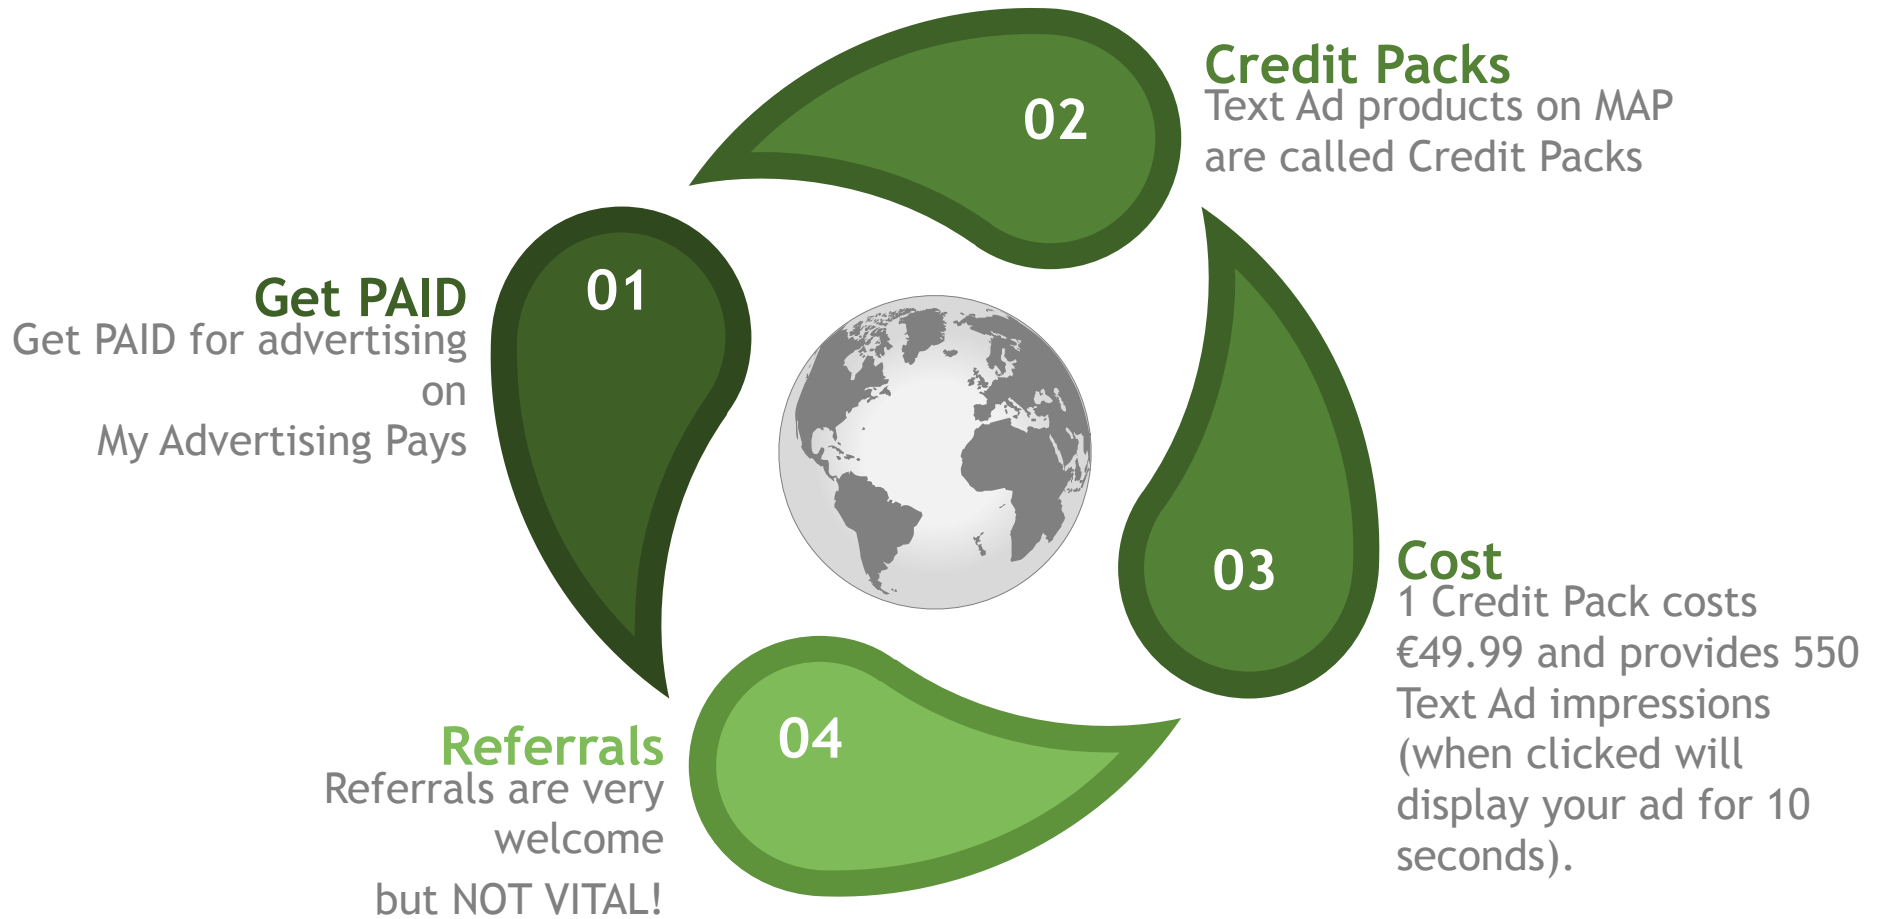 01
Get PAID
Get PAID for advertising
on
My Advertising Pays
02
Credit Packs
Text Ad products on MAP
are called Credit Packs
03
Cost
1 Credit Pack costs
€49.99 and provides 550
Text Ad impressions
(when clicked will
display your ad for 10
seconds).
04
Referrals
Referrals are very
welcome
but NOT VITAL!